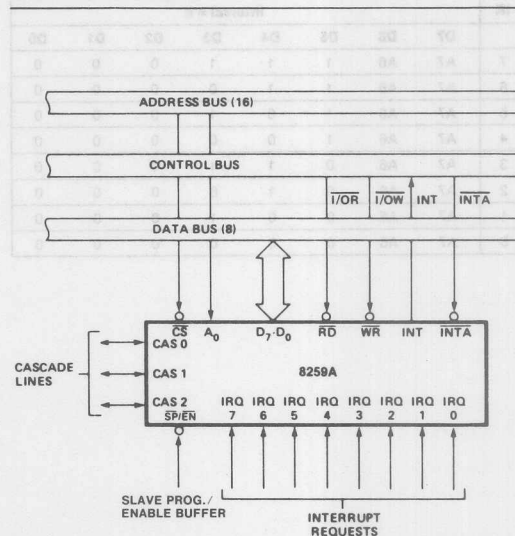 ADDRESS BUS (16)
CONTROL BUS
I/OR I/OW INT INTA
DATA BUS (8)
CS A0 D7-D0 RD WR INT INTA
CAS 0
CASCADE LINES
CAS 1
8259A
CAS 2
IRQ IRQ IRQ IRQ IRQ IRQ IRQ IRQ
SP/EN 7 6 5 4 3 2 1 0
SLAVE PROG./
ENABLE BUFFER
INTERRUPT
REQUESTS